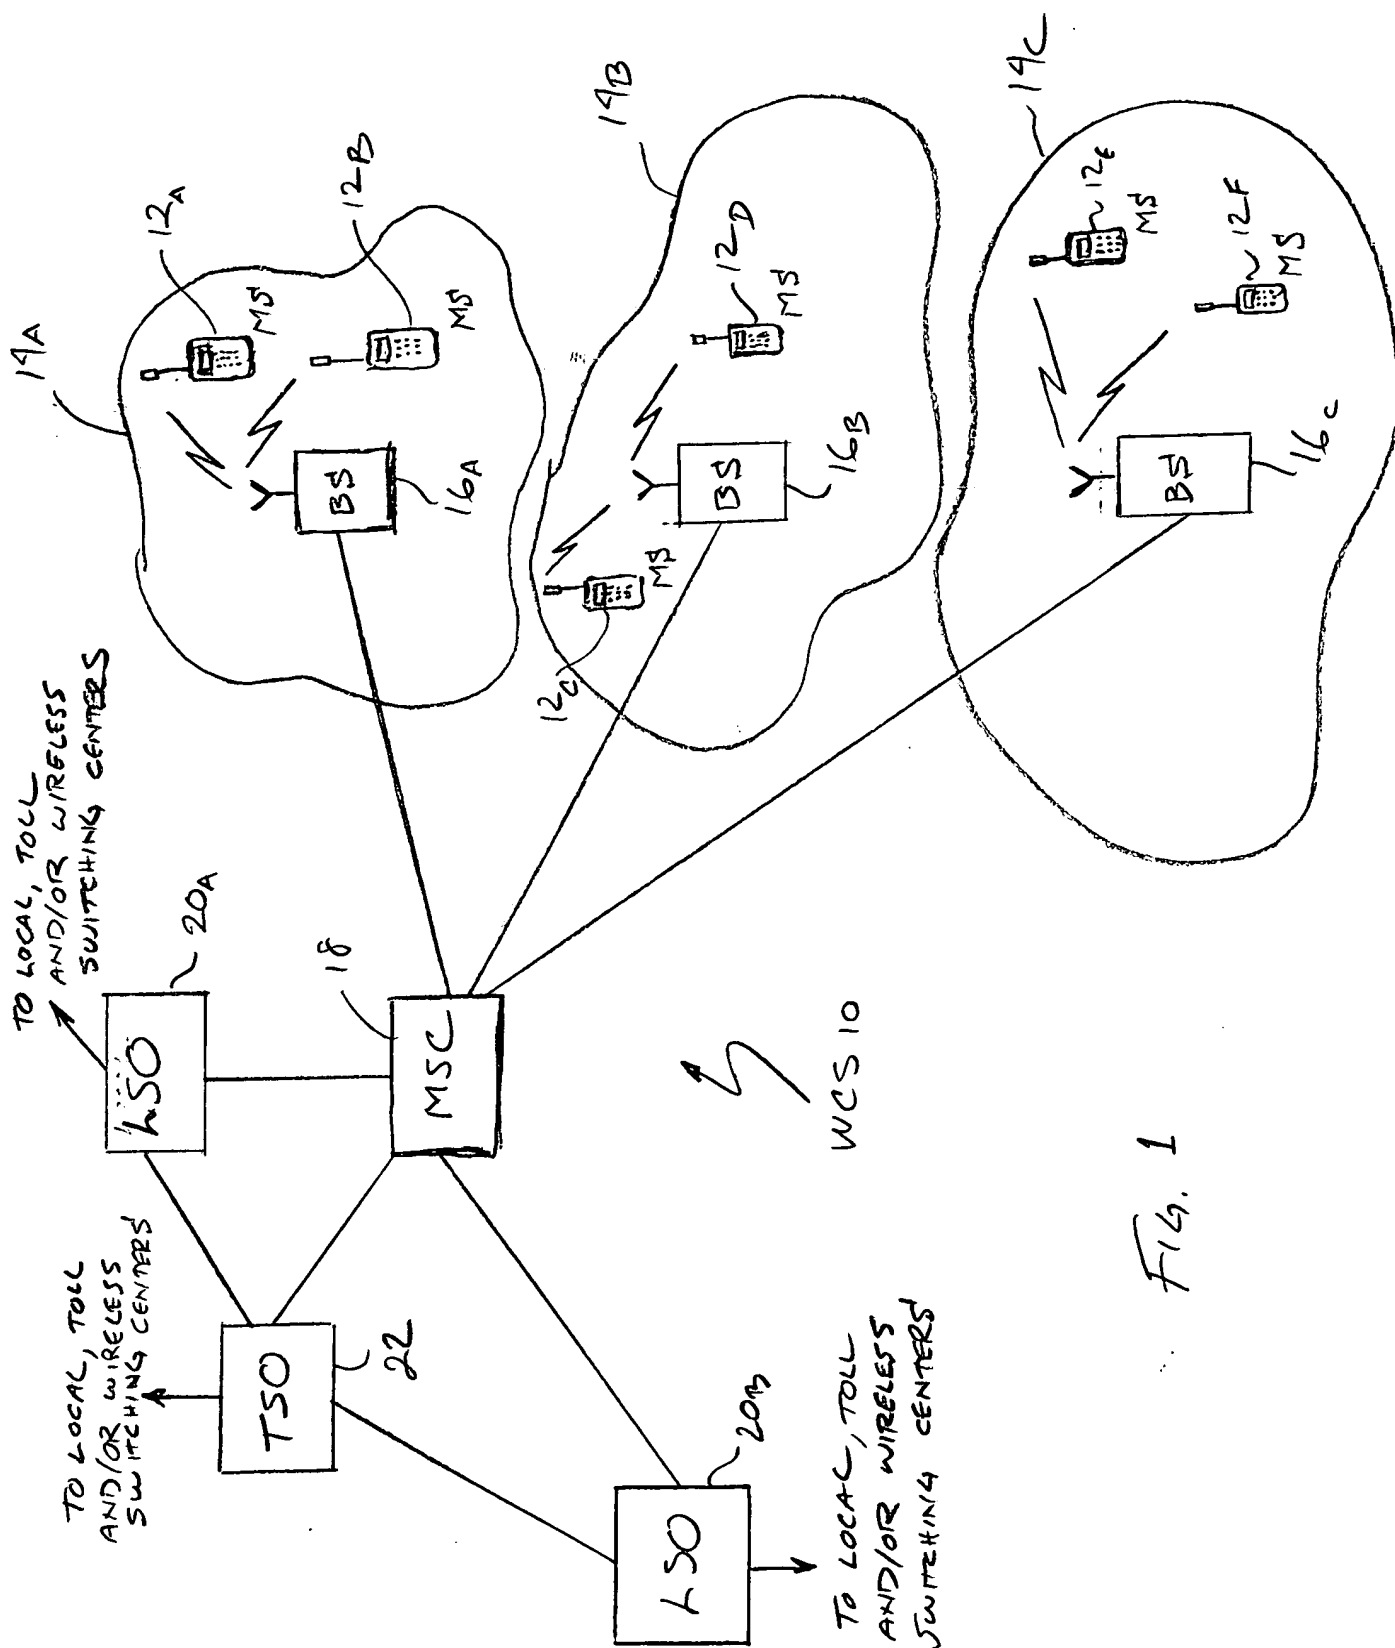 TO LOCAL, TOLL
AND/OR WIRELESS
SWITCHING CENTERS
TO LOCAL, TOLL
AND/OR WIRELESS
SWITCHING CENTERS
TO LOCAL, TOLL
AND/OR WIRELESS
SWITCHING CENTERS
TSO
22
LSO
20A
LSO
20B
MSC
18
WCS 10
14A
12A
MS
12B
MS
BS
16A
14B
12C
MS
12D
MS
BS
16B
14C
12E
MS
12F
MS
BS
16C
FIG. 1